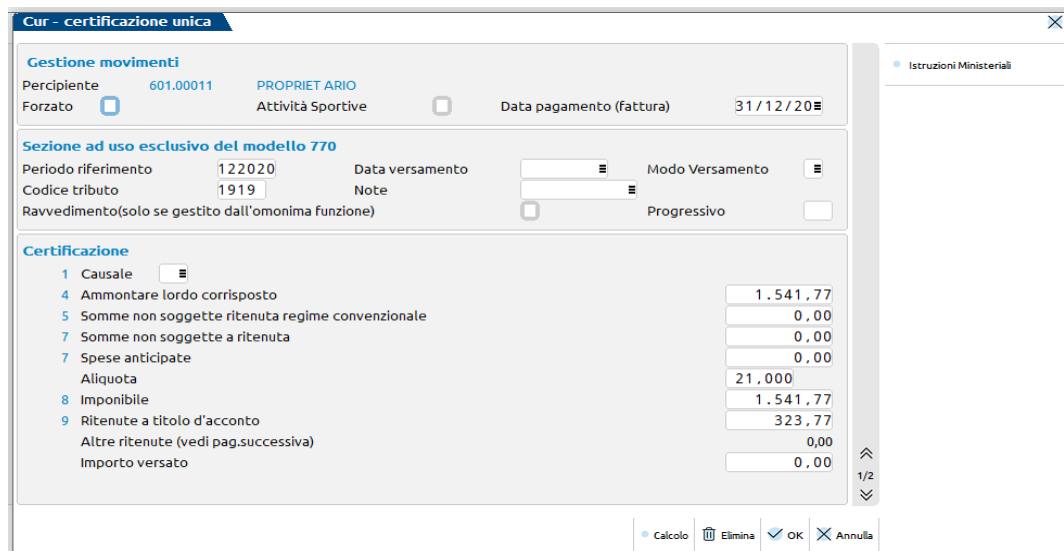 Cur - certificazione unica
Gestione movimenti
Percipiente 601.00011 PROPRIET ARIO
Forzato Attività Sportive Data pagamento (fattura) 31/12/20
Istruzioni Ministeriali
Sezione ad uso esclusivo del modello 770
Periodo riferimento 122020 Data versamento Modo Versamento
Codice tributo 1919 Note
Ravvedimento(solo se gestito dall'omonima funzione) Progressivo
Certificazione
1 Causale
4 Ammontare lordo corrisposto 1.541,77
5 Somme non soggette ritenuta regime convenzionale 0,00
7 Somme non soggette a ritenuta 0,00
7 Spese anticipate 0,00
Aliquota 21,000
8 Imponibile 1.541,77
9 Ritenute a titolo d'acconto 323,77
Altre ritenute (vedi pag.successiva) 0,00
Importo versato 0,00
1/2
Calcolo Elimina OK Annulla